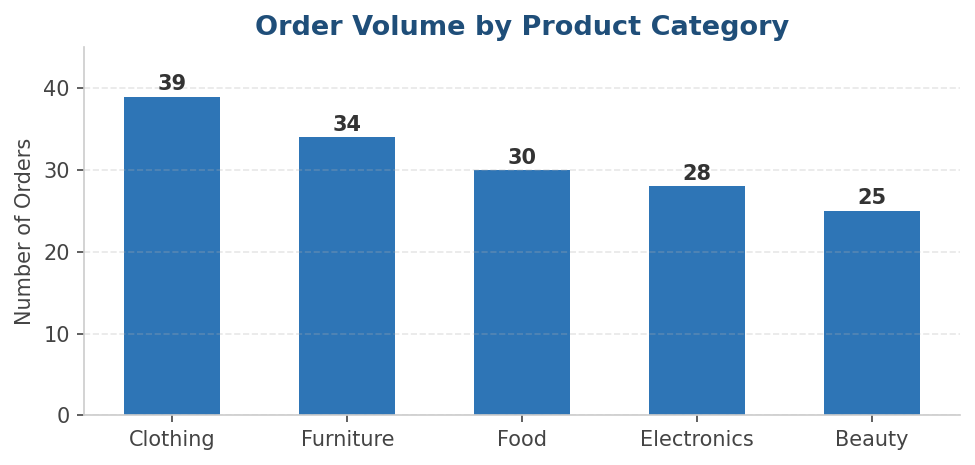 Order Volume by Product Category
Number of Orders
40
30
20
10
0
39
34
30
28
25
Clothing
Furniture
Food
Electronics
Beauty